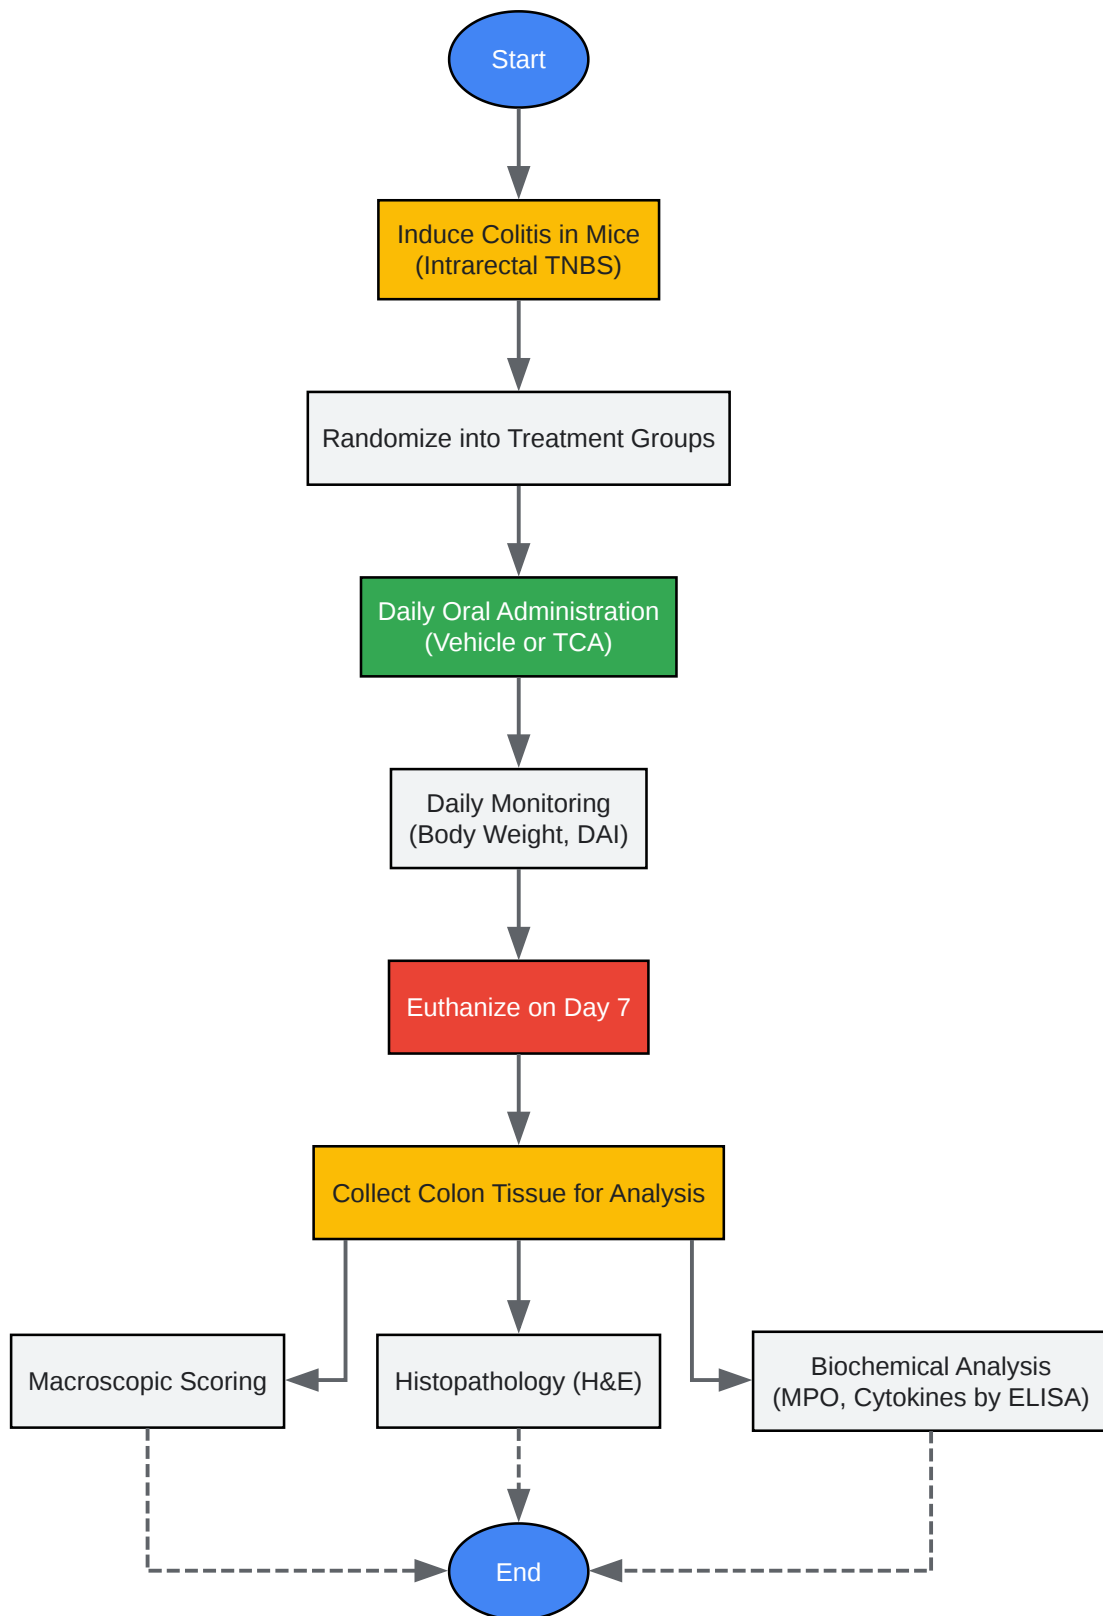 Start
Induce Colitis in Mice
(Intrarectal TNBS)
Randomize into Treatment Groups
Daily Oral Administration
(Vehicle or TCA)
Daily Monitoring
(Body Weight, DAI)
Euthanize on Day 7
Collect Colon Tissue for Analysis
Macroscopic Scoring
Histopathology (H&E)
Biochemical Analysis
(MPO, Cytokines by ELISA)
End